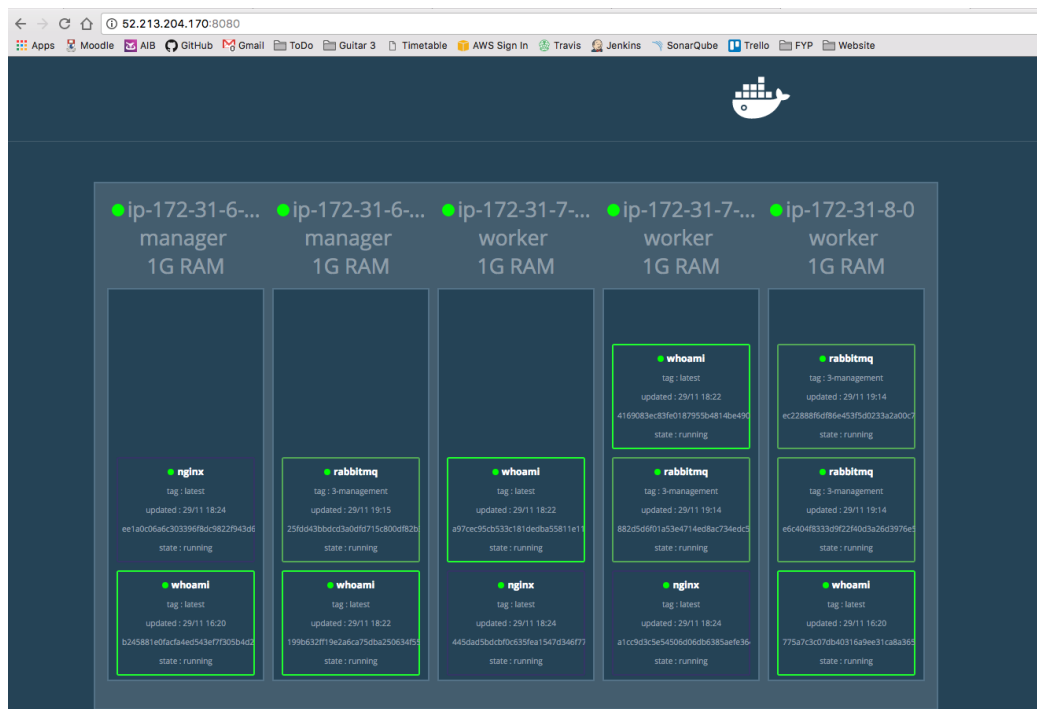 52.213.204.170:8080
Apps Moodle AIB GitHub Gmail ToDo Guitar 3 Timetable AWS Sign In Travis Jenkins SonarQube Trello FYP Website
ip-172-31-6-...
manager
1G RAM
ip-172-31-6-...
manager
1G RAM
ip-172-31-7-...
worker
1G RAM
ip-172-31-7-...
worker
1G RAM
ip-172-31-8-0
worker
1G RAM
nginx
tag : latest
updated : 29/11 18:24
ee1a0c06a6c303396f8dc9822f943d6
state : running
whoami
tag : latest
updated : 29/11 16:20
b245881e0facfa4ed543ef7f305b4d2
state : running
rabbitmq
tag : 3-management
updated : 29/11 19:15
25fdd43bbdcd3a0dfd715c800df82b
state : running
whoami
tag : latest
updated : 29/11 18:22
199b632ff19e2a6ca75dba250634f55
state : running
whoami
tag : latest
updated : 29/11 18:22
a97cec95cb533c181dedba55811e11
state : running
nginx
tag : latest
updated : 29/11 18:24
445dad5bdcbf0c635fea1547d346f77
state : running
whoami
tag : latest
updated : 29/11 18:22
4169083ec83fe0187955b4814be490
state : running
rabbitmq
tag : 3-management
updated : 29/11 19:14
882d5d6f01a53e4714ed8ac734edc5
state : running
nginx
tag : latest
updated : 29/11 18:24
a1cc9d3c5e54506d06db6385aefe36
state : running
rabbitmq
tag : 3-management
updated : 29/11 19:14
ec22888f6df86e453f5d0233a2a00c7
state : running
rabbitmq
tag : 3-management
updated : 29/11 19:14
e6c404f8333d9f22f40d3a26d3976e5
state : running
whoami
tag : latest
updated : 29/11 16:20
775a7c3c07db40316a9ee31ca8a365
state : running